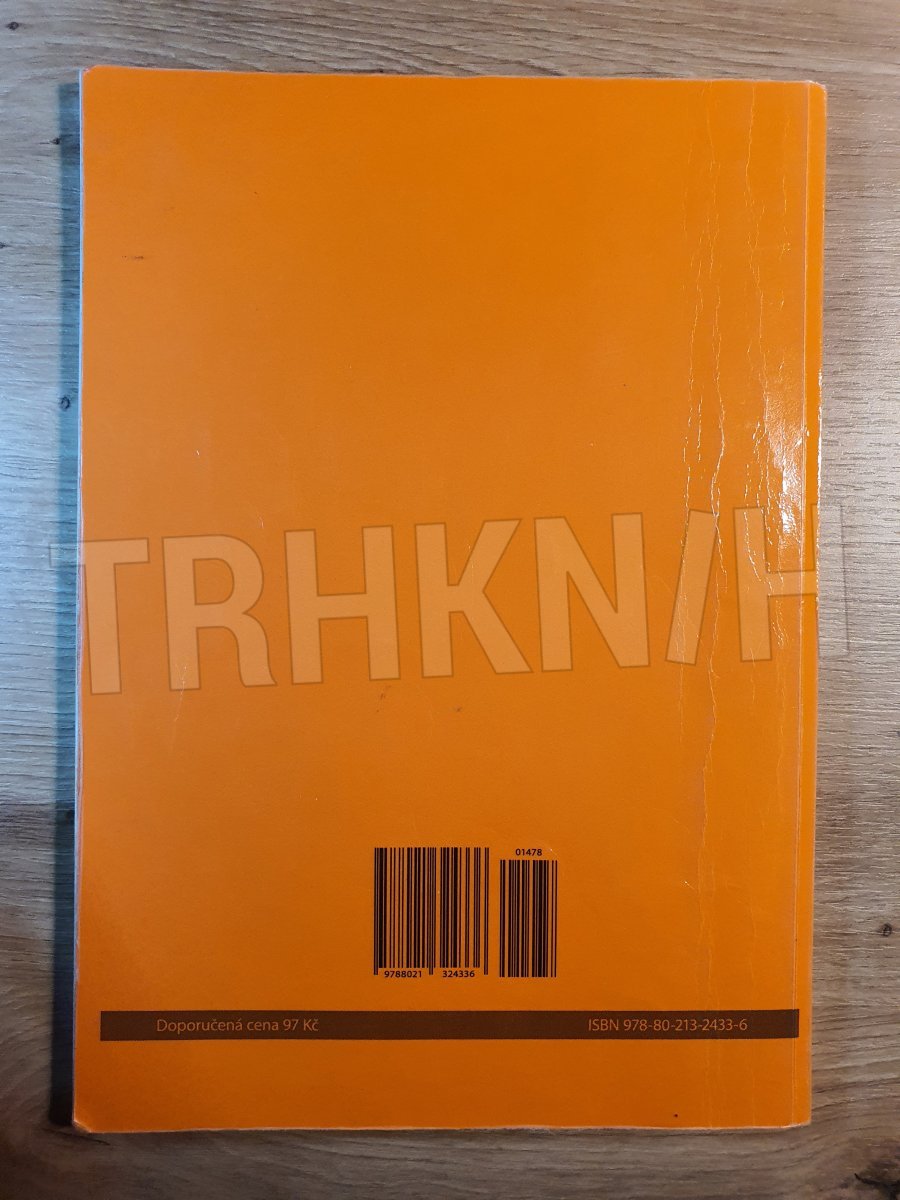 TRHKNIH
01478
9788021 324336
Doporučená cena 97 Kč
ISBN 978-80-213-2433-6